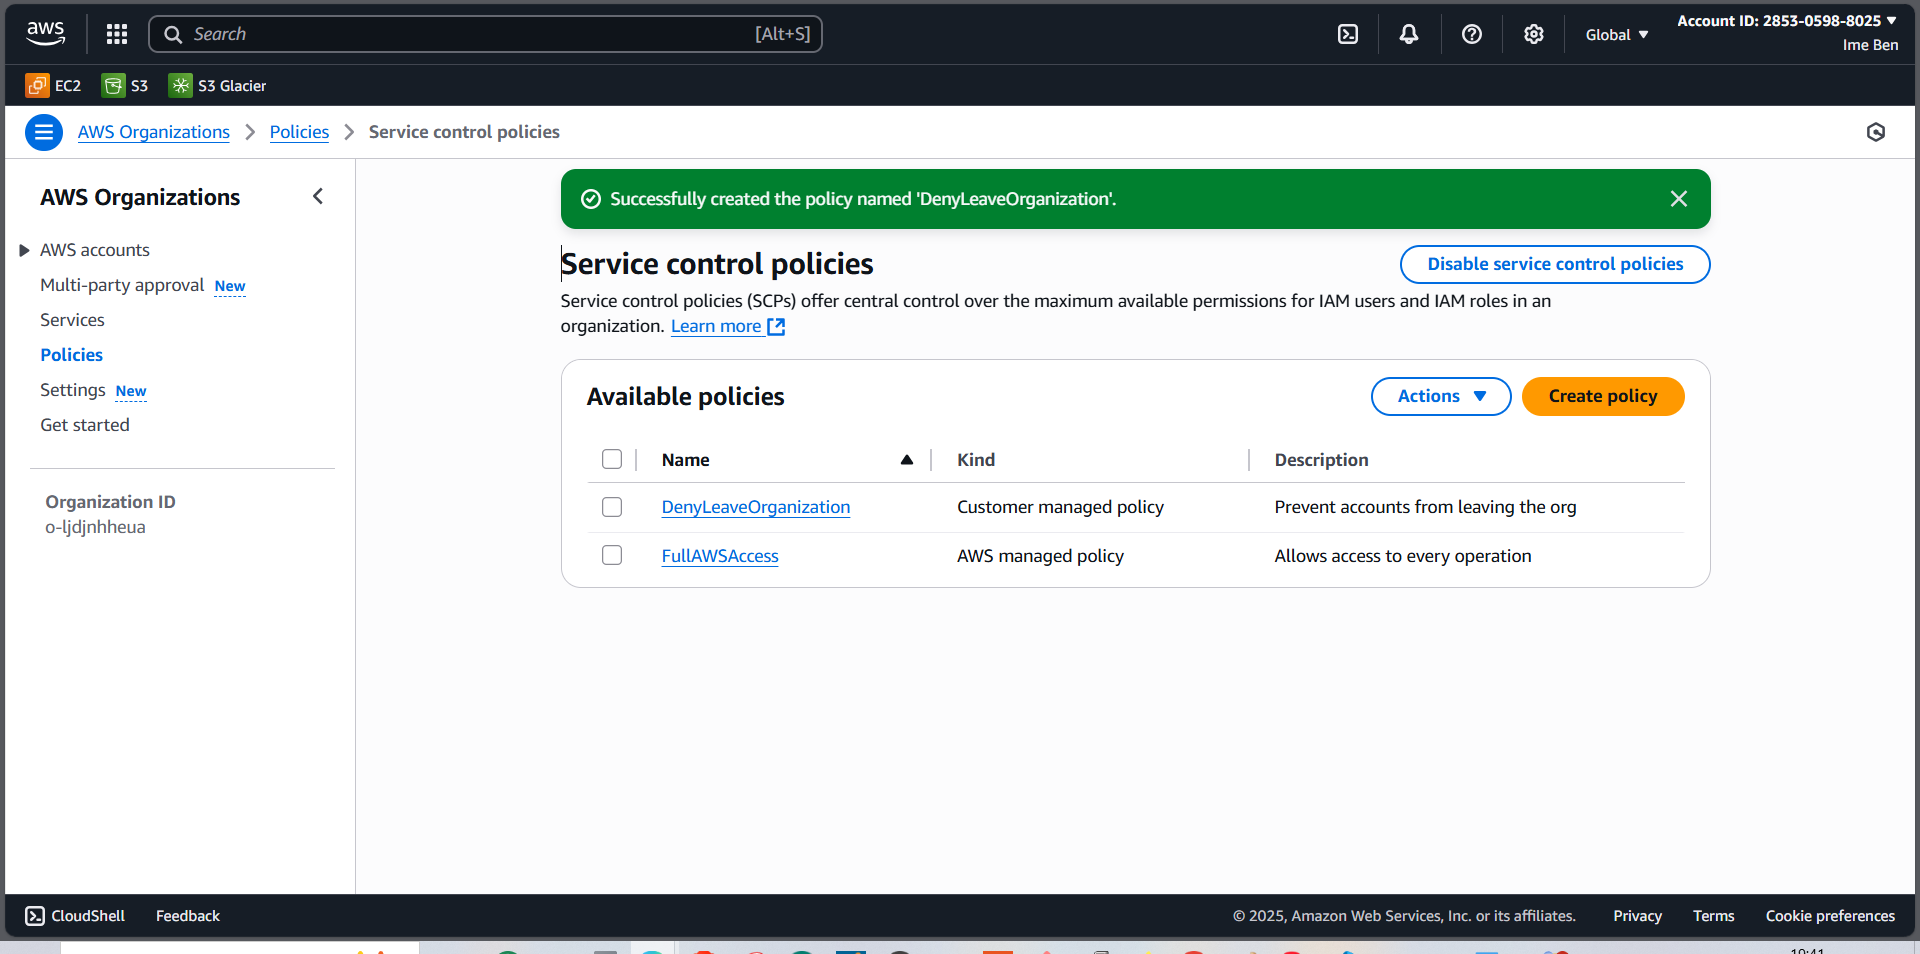 aws
Search [Alt+S]
Global
Account ID: 2853-0598-8025
Ime Ben
EC2 S3 S3 Glacier
AWS Organizations Policies Service control policies
AWS Organizations
AWS accounts
Multi-party approval New
Services
Policies
Settings New
Get started
Organization ID
o-ljdjnhheua
Successfully created the policy named 'DenyLeaveOrganization'.
Service control policies
Disable service control policies
Service control policies (SCPs) offer central control over the maximum available permissions for IAM users and IAM roles in an
organization. Learn more
Available policies
Actions
Create policy
Name Kind Description
DenyLeaveOrganization Customer managed policy Prevent accounts from leaving the org
FullAWSAccess AWS managed policy Allows access to every operation
CloudShell Feedback © 2025, Amazon Web Services, Inc. or its affiliates. Privacy Terms Cookie preferences